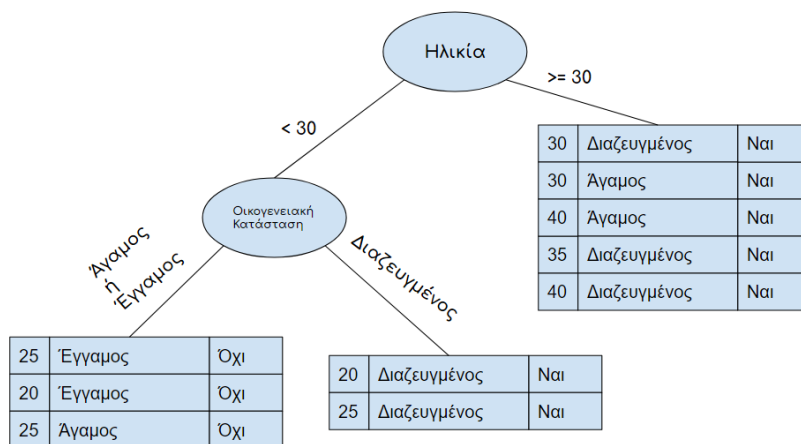 Ηλικία
>= 30
< 30
30 Διαζευγμένος Ναι
30 Άγαμος Ναι
40 Άγαμος Ναι
35 Διαζευγμένος Ναι
40 Διαζευγμένος Ναι
Οικογενειακή
Κατάσταση
Άγαμος
ή
Έγγαμος
Διαζευγμένος
25 Έγγαμος Όχι
20 Έγγαμος Όχι
25 Άγαμος Όχι
20 Διαζευγμένος Ναι
25 Διαζευγμένος Ναι